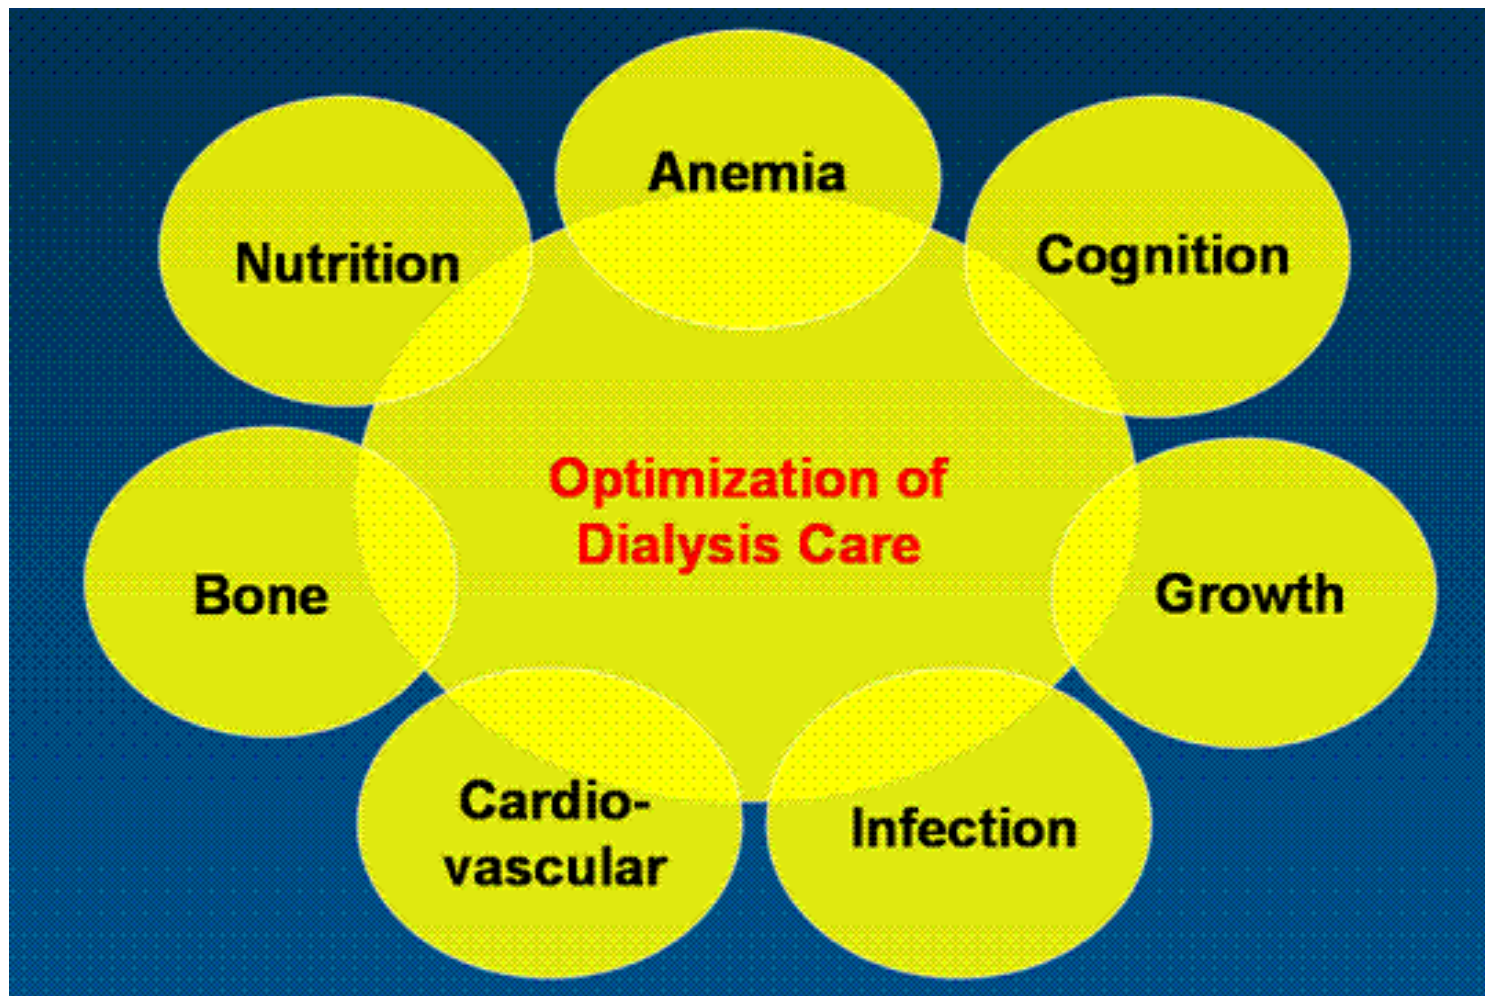 Anemia
Nutrition
Cognition
Optimization of
Dialysis Care
Bone
Growth
Cardio-
vascular
Infection